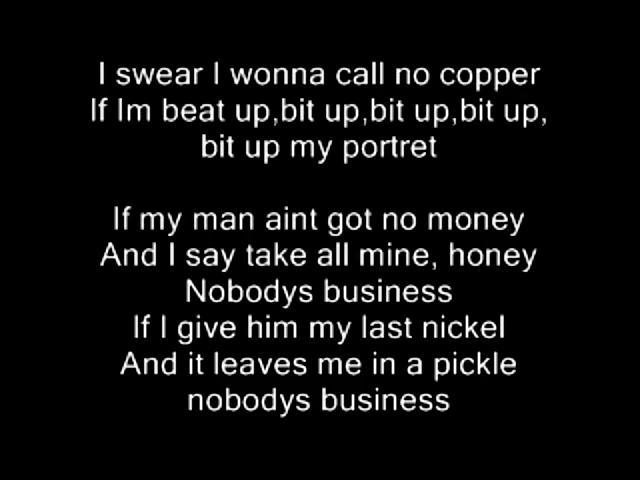 I swear I wonna call no copper
If Im beat up,bit up,bit up,bit up,
bit up my portret
If my man aint got no money
And I say take all mine, honey
Nobodys business
If I give him my last nickel
And it leaves me in a pickle
nobodys business